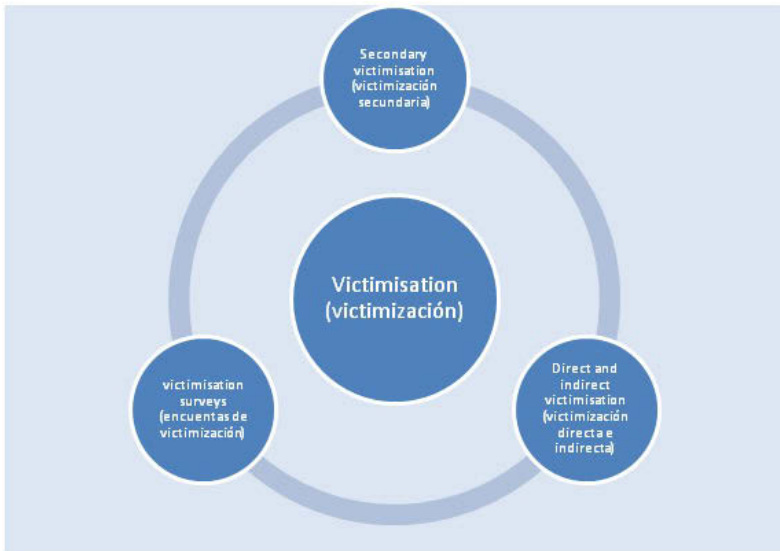 Secondary
victimisation
(victimización
secundaria)
Victimisation
(victimización)
victimisation
surveys
(encuentas de
victimización)
Direct and
indirect
victimisation
(victimización
directa e
indirecta)